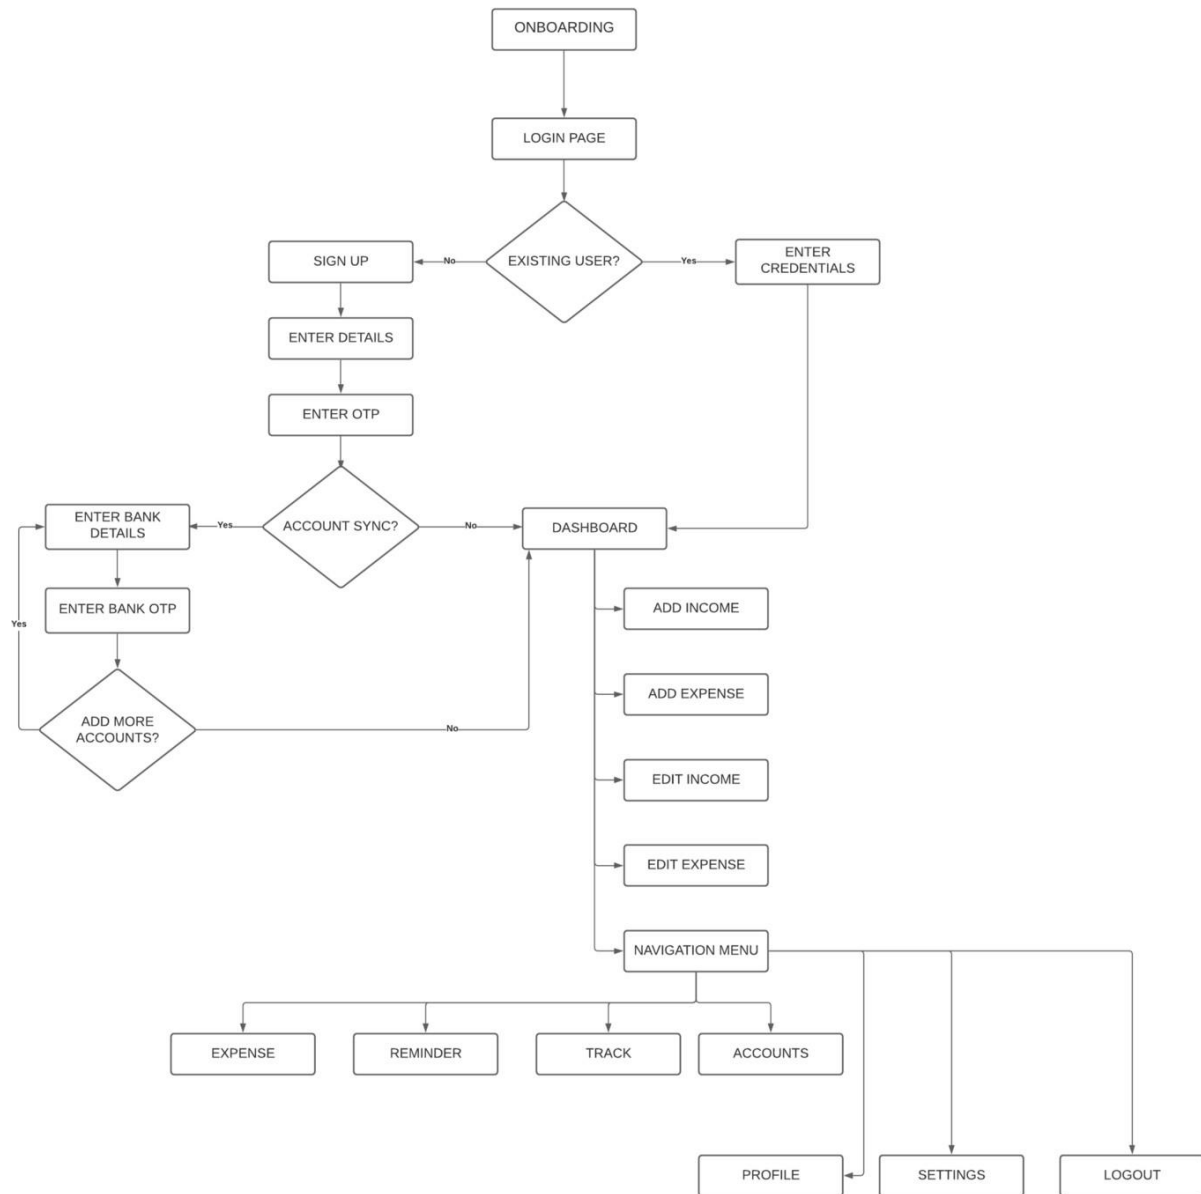 ONBOARDING
LOGIN PAGE
EXISTING USER?
No
Yes
SIGN UP
ENTER
CREDENTIALS
ENTER DETAILS
ENTER OTP
ACCOUNT SYNC?
Yes
No
ENTER BANK
DETAILS
DASHBOARD
ENTER BANK OTP
Yes
ADD MORE
ACCOUNTS?
No
ADD INCOME
ADD EXPENSE
EDIT INCOME
EDIT EXPENSE
NAVIGATION MENU
EXPENSE
REMINDER
TRACK
ACCOUNTS
PROFILE
SETTINGS
LOGOUT